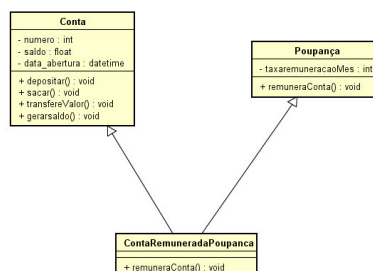 Conta
- numero : int
- saldo : float
- data_abertura : datetime
+ depositar() : void
+ sacar() : void
+ transfereValor() : void
+ gerarsaldo() : void
Poupança
- taxaremuneracaoMes : int
+ remuneraConta() : void
ContaRemuneradaPoupanca
+ remuneraConta() : void